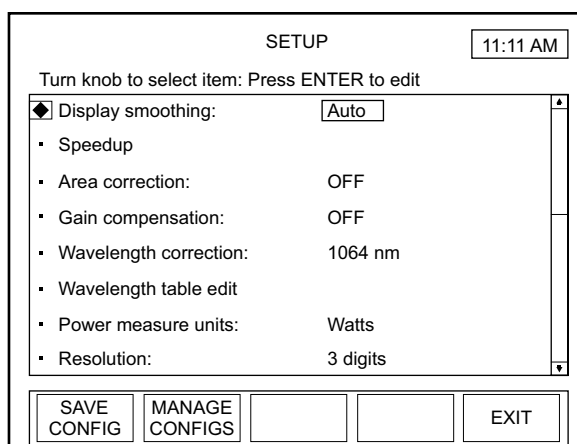 SETUP
11:11 AM
Turn knob to select item: Press ENTER to edit
Display smoothing: Auto
Speedup
Area correction: OFF
Gain compensation: OFF
Wavelength correction: 1064 nm
Wavelength table edit
Power measure units: Watts
Resolution: 3 digits
SAVE CONFIG
MANAGE CONFIGS
EXIT